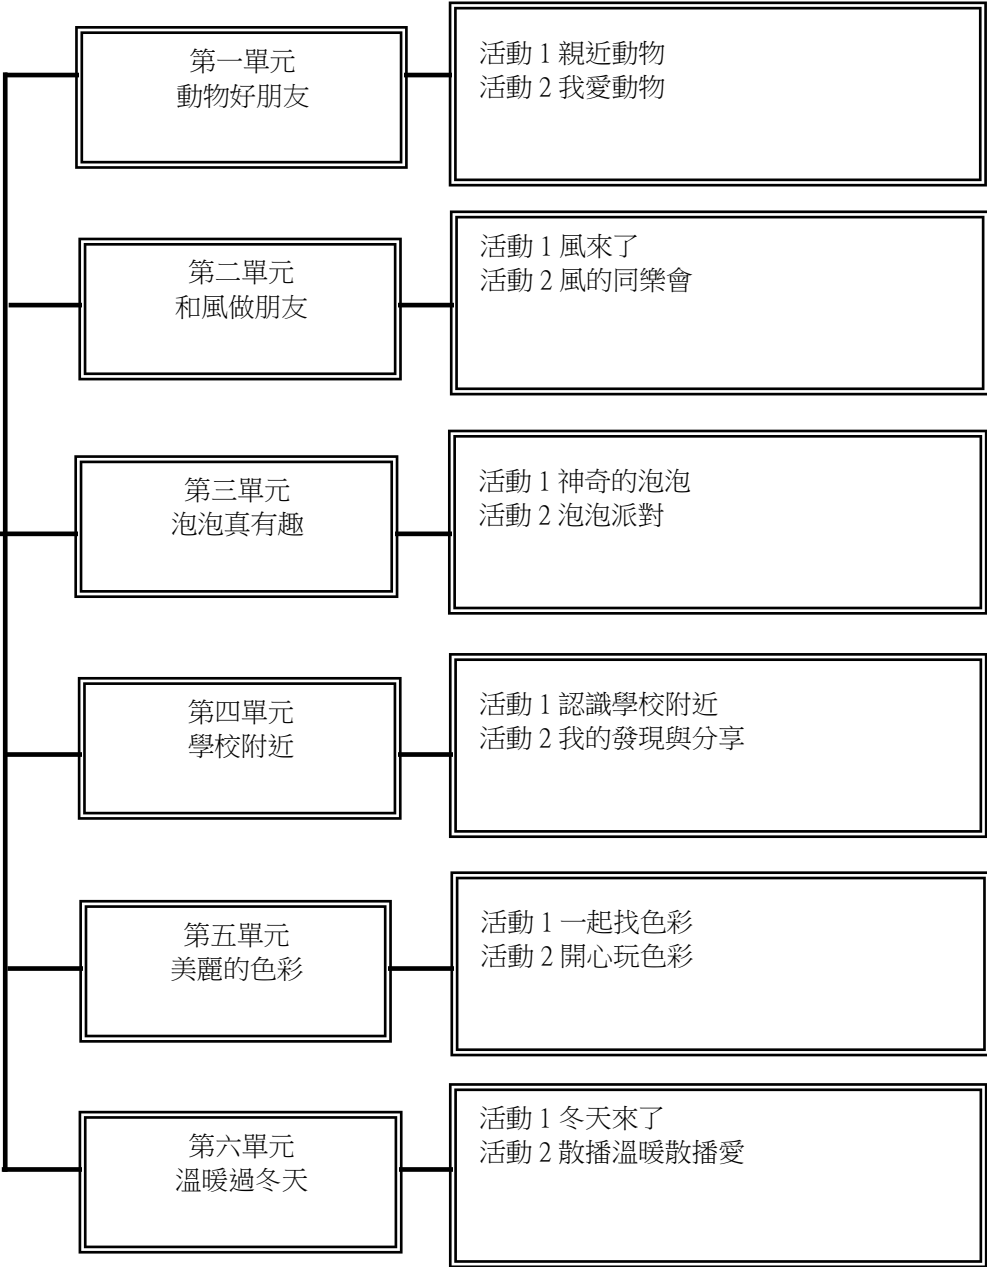 第一單元
動物好朋友
活動 1 親近動物
活動 2 我愛動物
第二單元
和風做朋友
活動 1 風來了
活動 2 風的同樂會
第三單元
泡泡真有趣
活動 1 神奇的泡泡
活動 2 泡泡派對
第四單元
學校附近
活動 1 認識學校附近
活動 2 我的發現與分享
第五單元
美麗的色彩
活動 1 一起找色彩
活動 2 開心玩色彩
第六單元
溫暖過冬天
活動 1 冬天來了
活動 2 散播溫暖散播愛